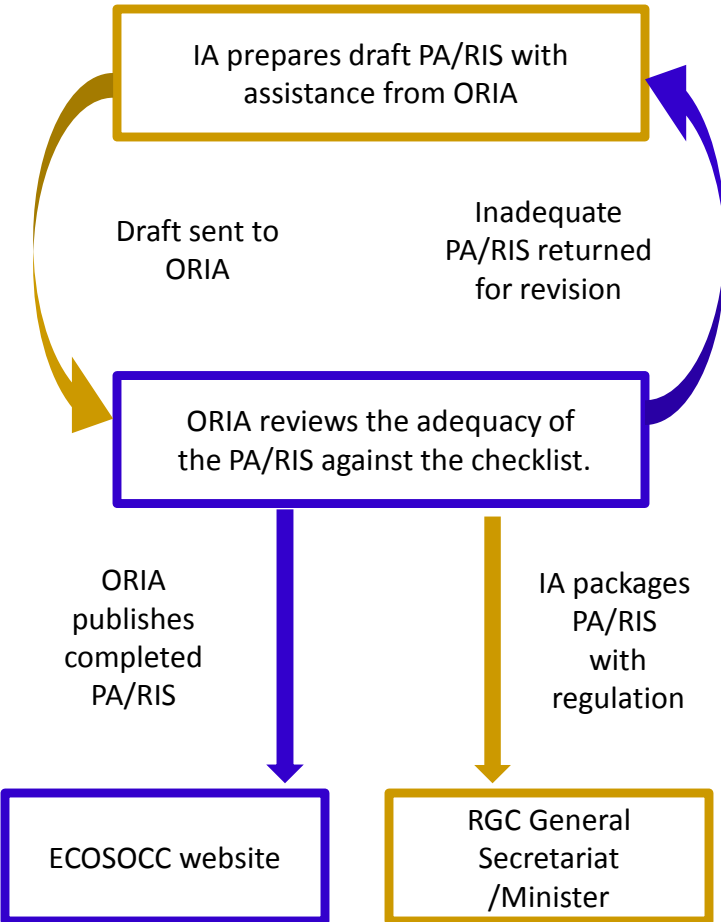 IA prepares draft PA/RIS with
assistance from ORIA
Draft sent to
ORIA
Inadequate
PA/RIS returned
for revision
ORIA reviews the adequacy of
the PA/RIS against the checklist.
ORIA
publishes
completed
PA/RIS
IA packages
PA/RIS
with
regulation
ECOSOCC website
RGC General
Secretariat
/Minister